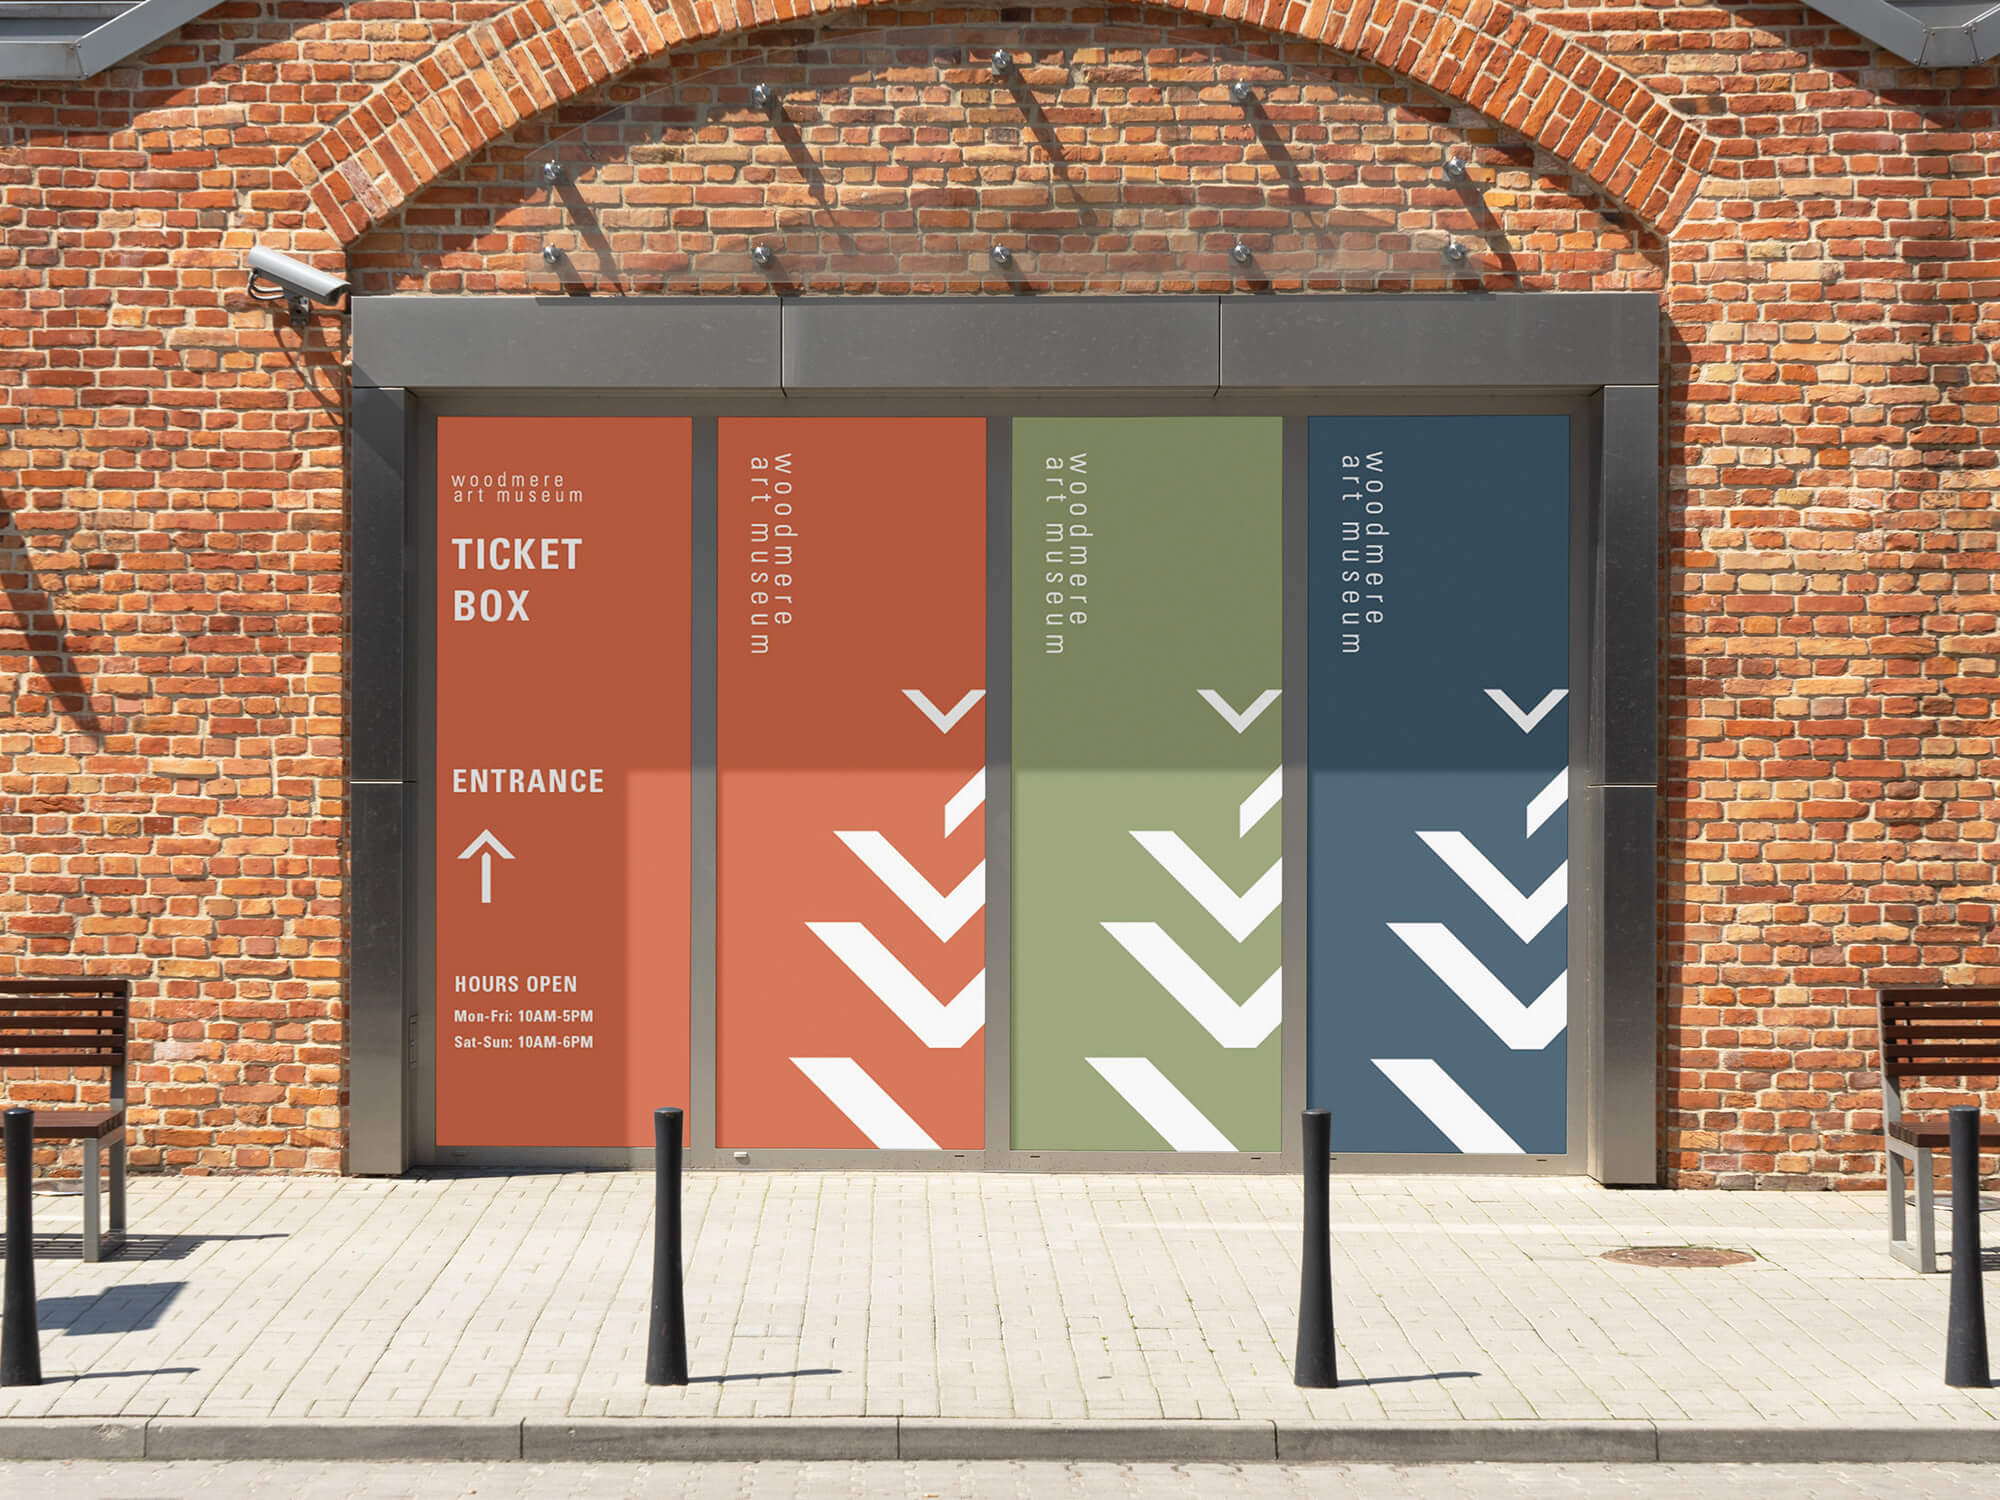 woodmere
art museum
TICKET
BOX
ENTRANCE
HOURS OPEN
Mon-Fri: 10AM-5PM
Sat-Sun: 10AM-6PM
woodmere
art museum
woodmere
art museum
woodmere
art museum